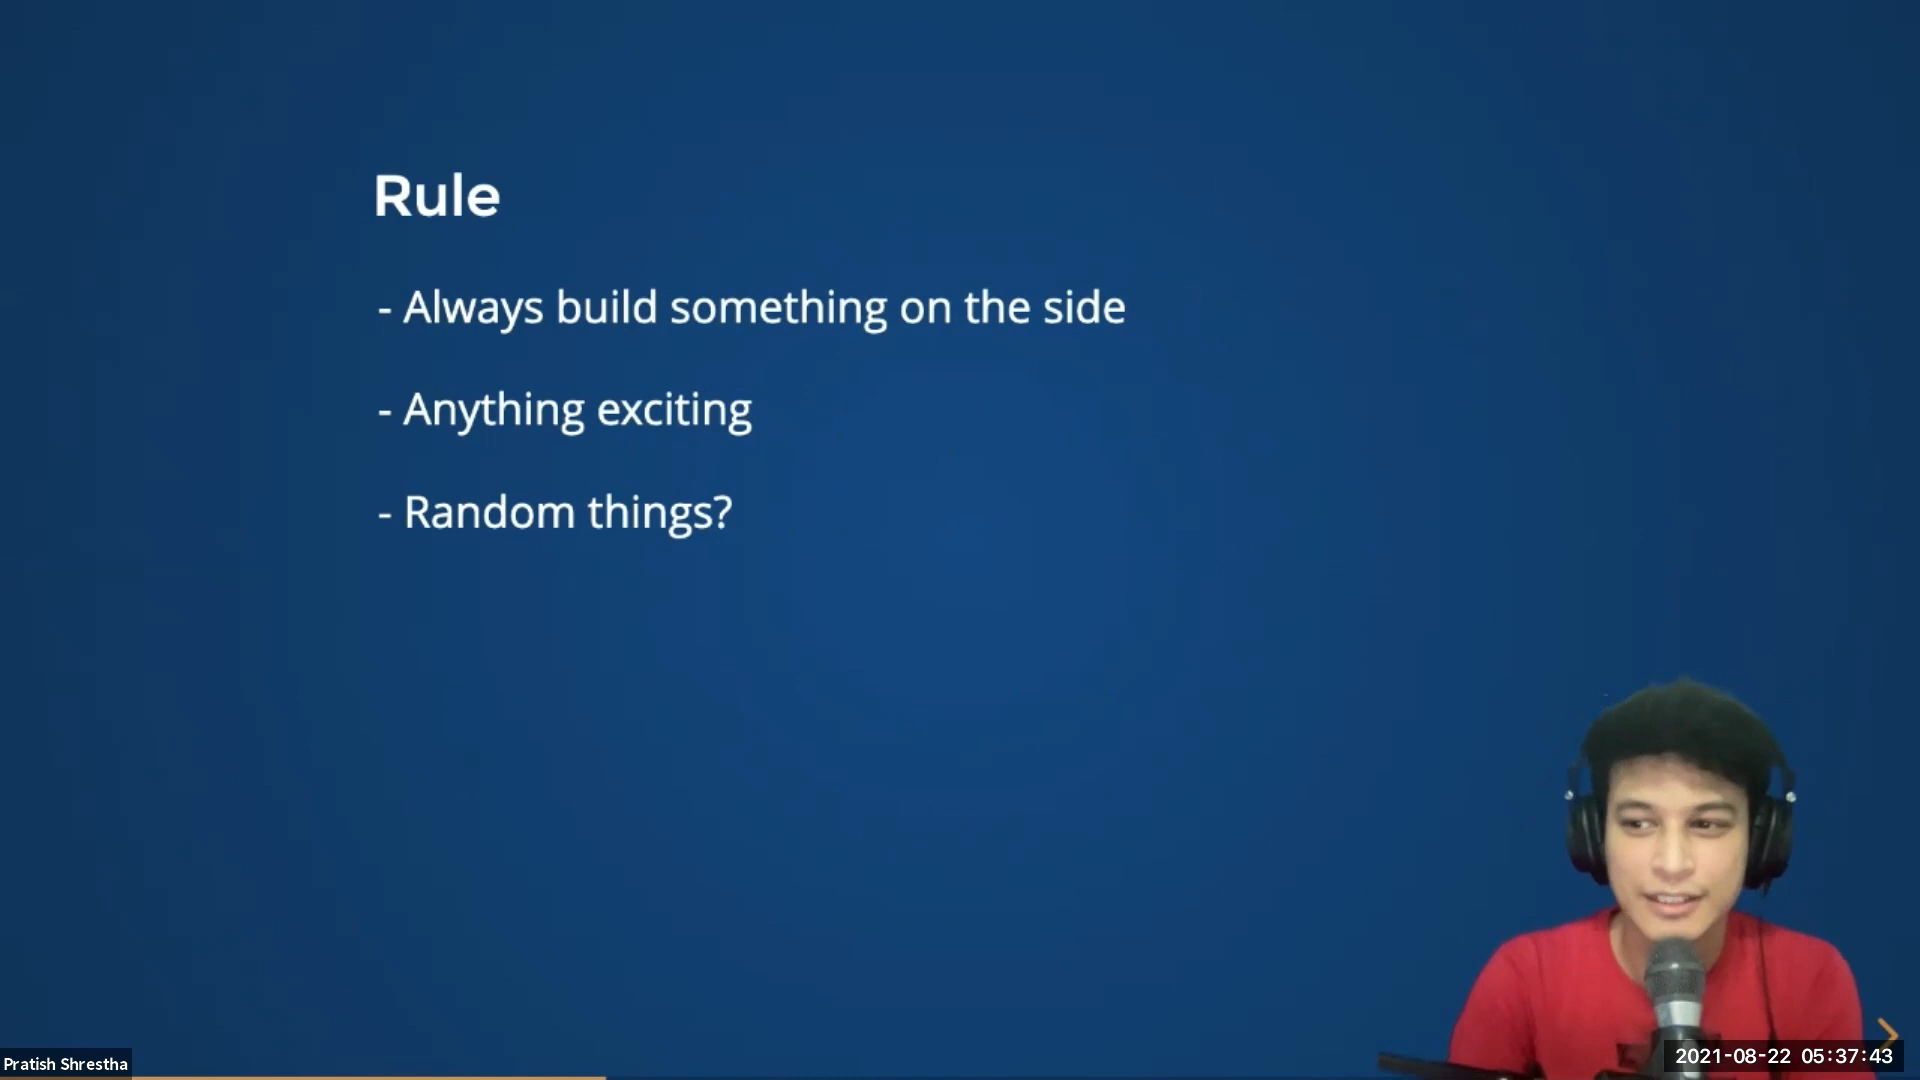 Rule
- Always build something on the side
- Anything exciting
- Random things?
Pratish Shrestha
2021-08-22 05:37:43